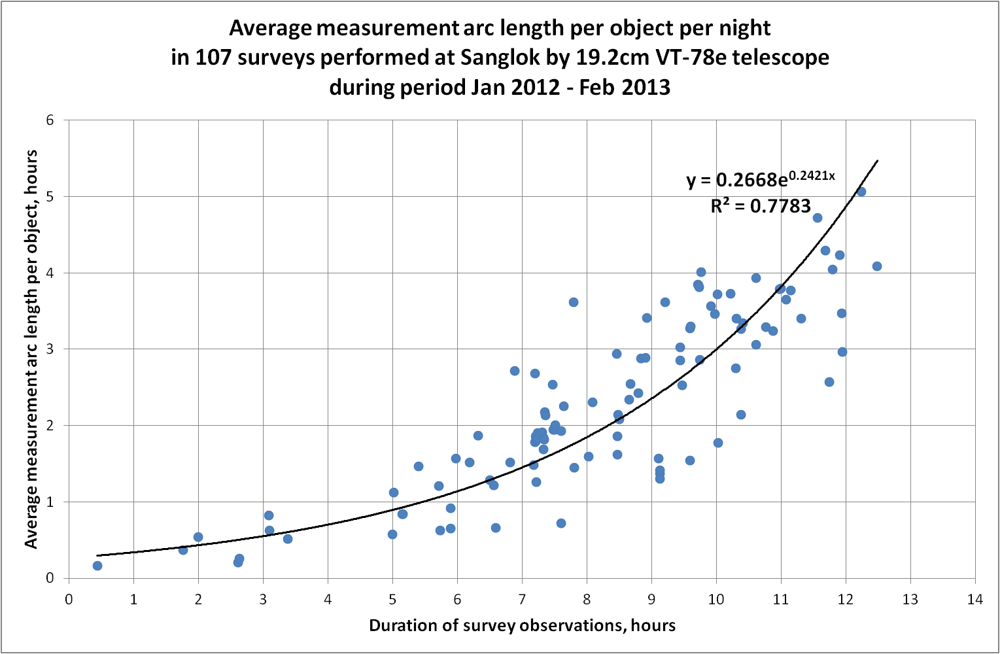 Average measurement arc length per object per night
in 107 surveys performed at Sanglok by 19.2cm VT-78e telescope
during period Jan 2012 - Feb 2013
Average measurement arc length per object, hours
6
5
4
3
2
1
0
y = 0.2668e^0.2421x
R² = 0.7783
0 1 2 3 4 5 6 7 8 9 10 11 12 13 14
Duration of survey observations, hours